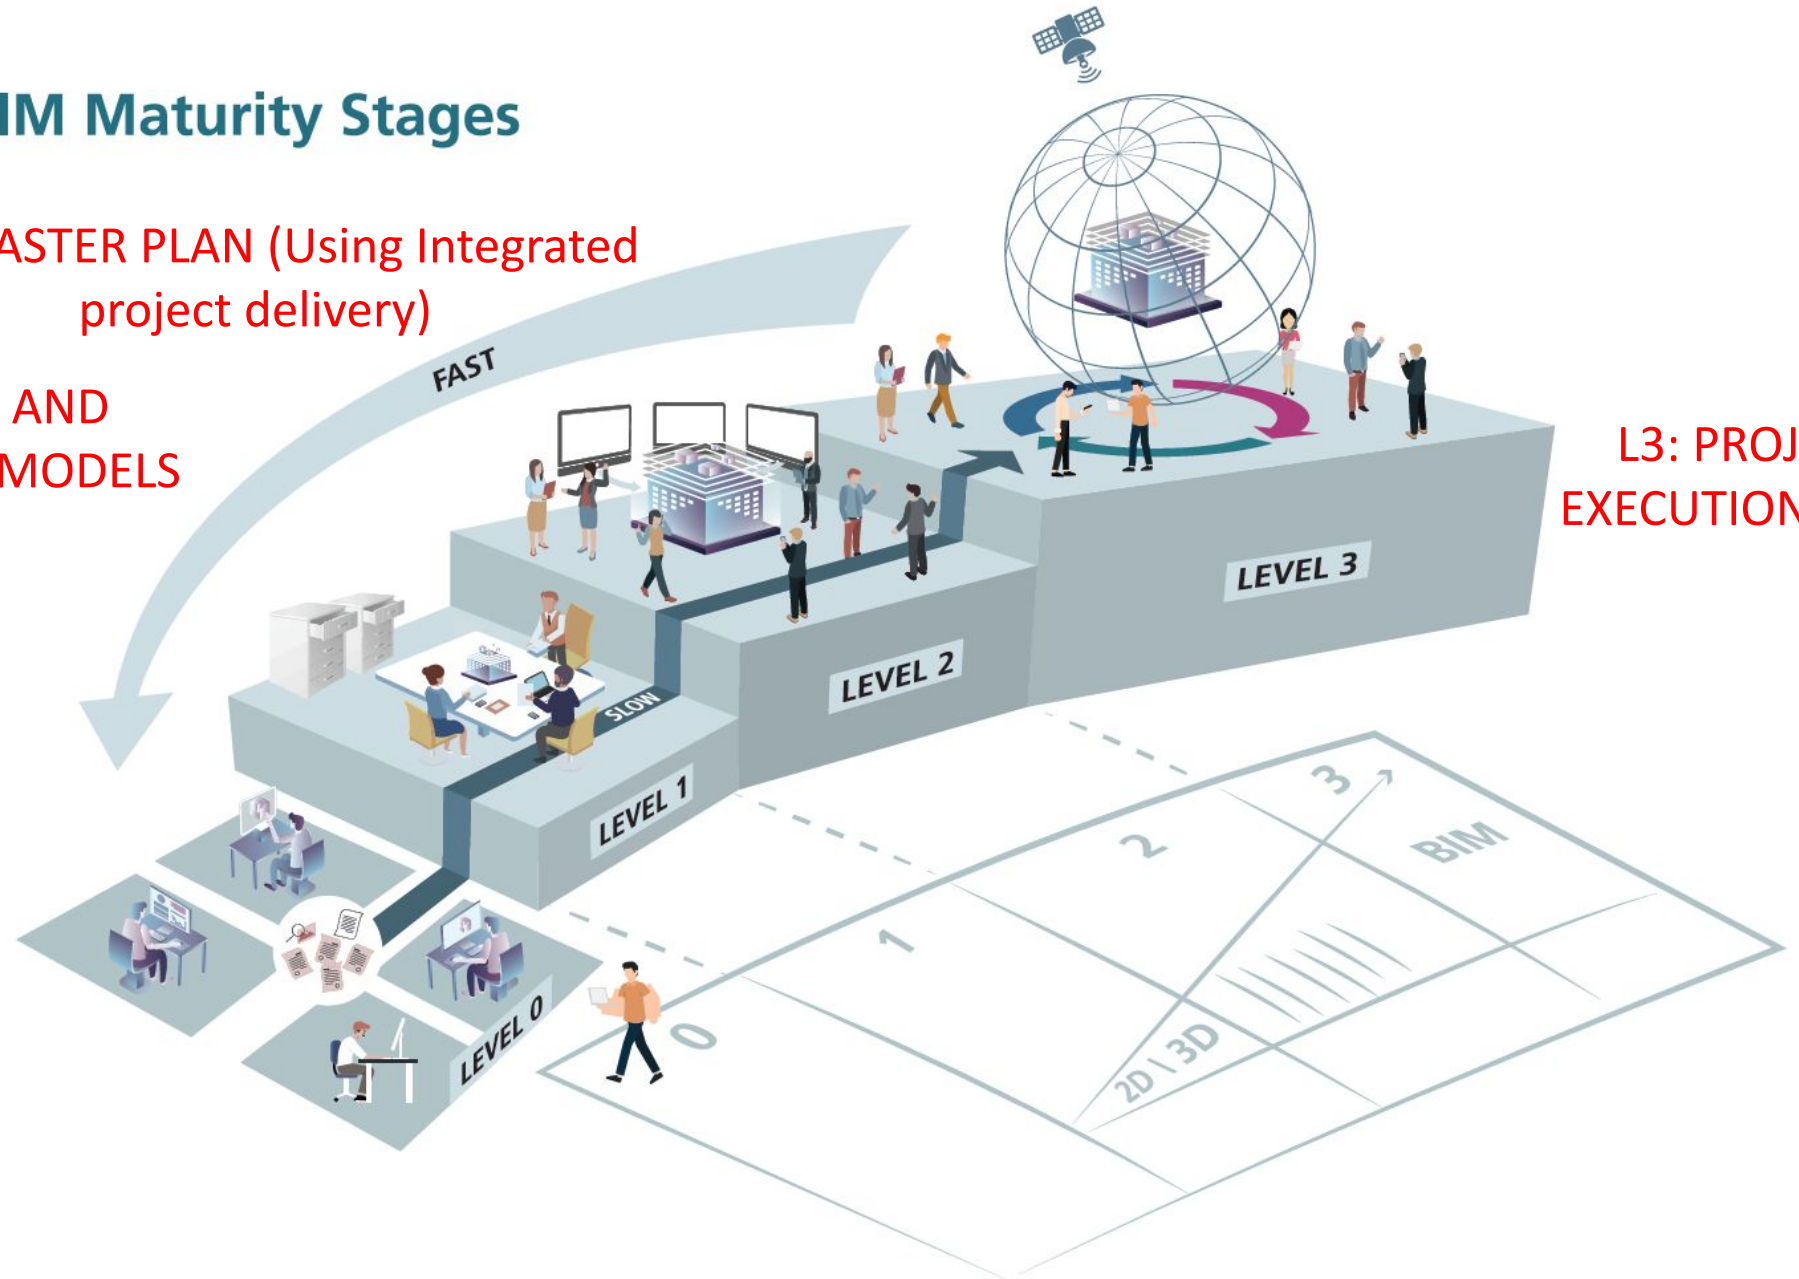 IM Maturity Stages
ASTER PLAN (Using Integrated
project delivery)
FAST
AND
MODELS
L3: PROJ
EXECUTION
LEVEL 3
LEVEL 2
SLOW
LEVEL 1
LEVEL 0
3
2
BIM
1
0
2D \ 3D